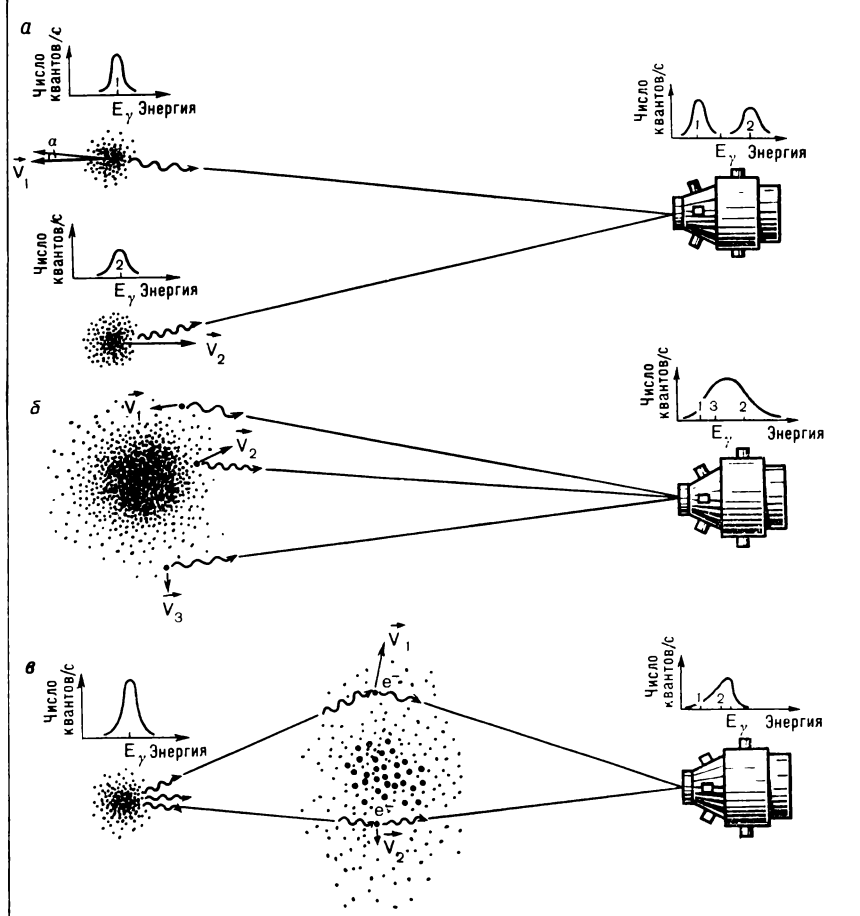 а
Число
квантов/с
1
Eγ Энергия
α
V₁
Число
квантов/с
1 2
Eγ Энергия
Число
квантов/с
2
Eγ Энергия
V₂
б
V₁
V₂
V₃
Число
квантов/с
1 3 2
Eγ Энергия
в
Число
квантов/с
Eγ Энергия
V₁
e⁻
e⁻
V₂
Число
квантов/с
1 2
Eγ Энергия